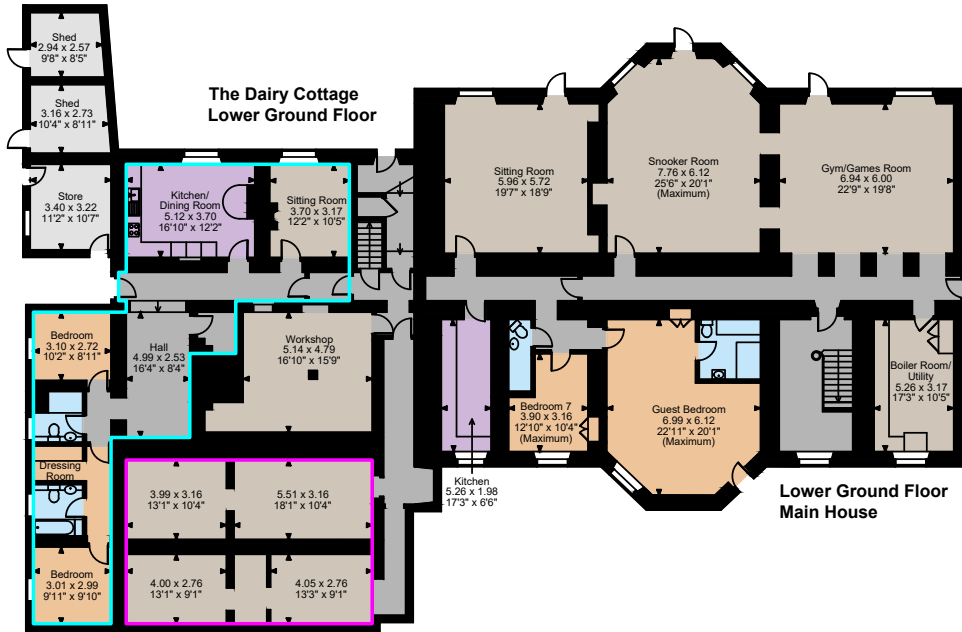 Shed
2.94 x 2.57
9'8" x 8'5"
Shed
3.16 x 2.73
10'4" x 8'11"
The Dairy Cottage
Lower Ground Floor
Store
3.40 x 3.22
11'2" x 10'7"
Kitchen/
Dining Room
5.12 x 3.70
16'10" x 12'2"
Sitting Room
3.70 x 3.17
12'2" x 10'5"
Sitting Room
5.96 x 5.72
19'7" x 18'9"
Snooker Room
7.76 x 6.12
25'6" x 20'1"
(Maximum)
Gym/Games Room
6.94 x 6.00
22'9" x 19'8"
Bedroom
3.10 x 2.72
10'2" x 8'11"
Hall
4.99 x 2.53
16'4" x 8'4"
Workshop
5.14 x 4.79
16'10" x 15'9"
Bedroom 7
3.90 x 3.16
12'10" x 10'4"
(Maximum)
Guest Bedroom
6.99 x 6.12
22'11" x 20'1"
(Maximum)
Boiler Room/
Utility
5.26 x 3.17
17'3" x 10'5"
Dressing
Room
Kitchen
5.26 x 1.98
17'3" x 6'6"
Lower Ground Floor
Main House
3.99 x 3.16
13'1" x 10'4"
5.51 x 3.16
18'1" x 10'4"
Bedroom
3.01 x 2.99
9'11" x 9'10"
4.00 x 2.76
13'1" x 9'1"
4.05 x 2.76
13'3" x 9'1"